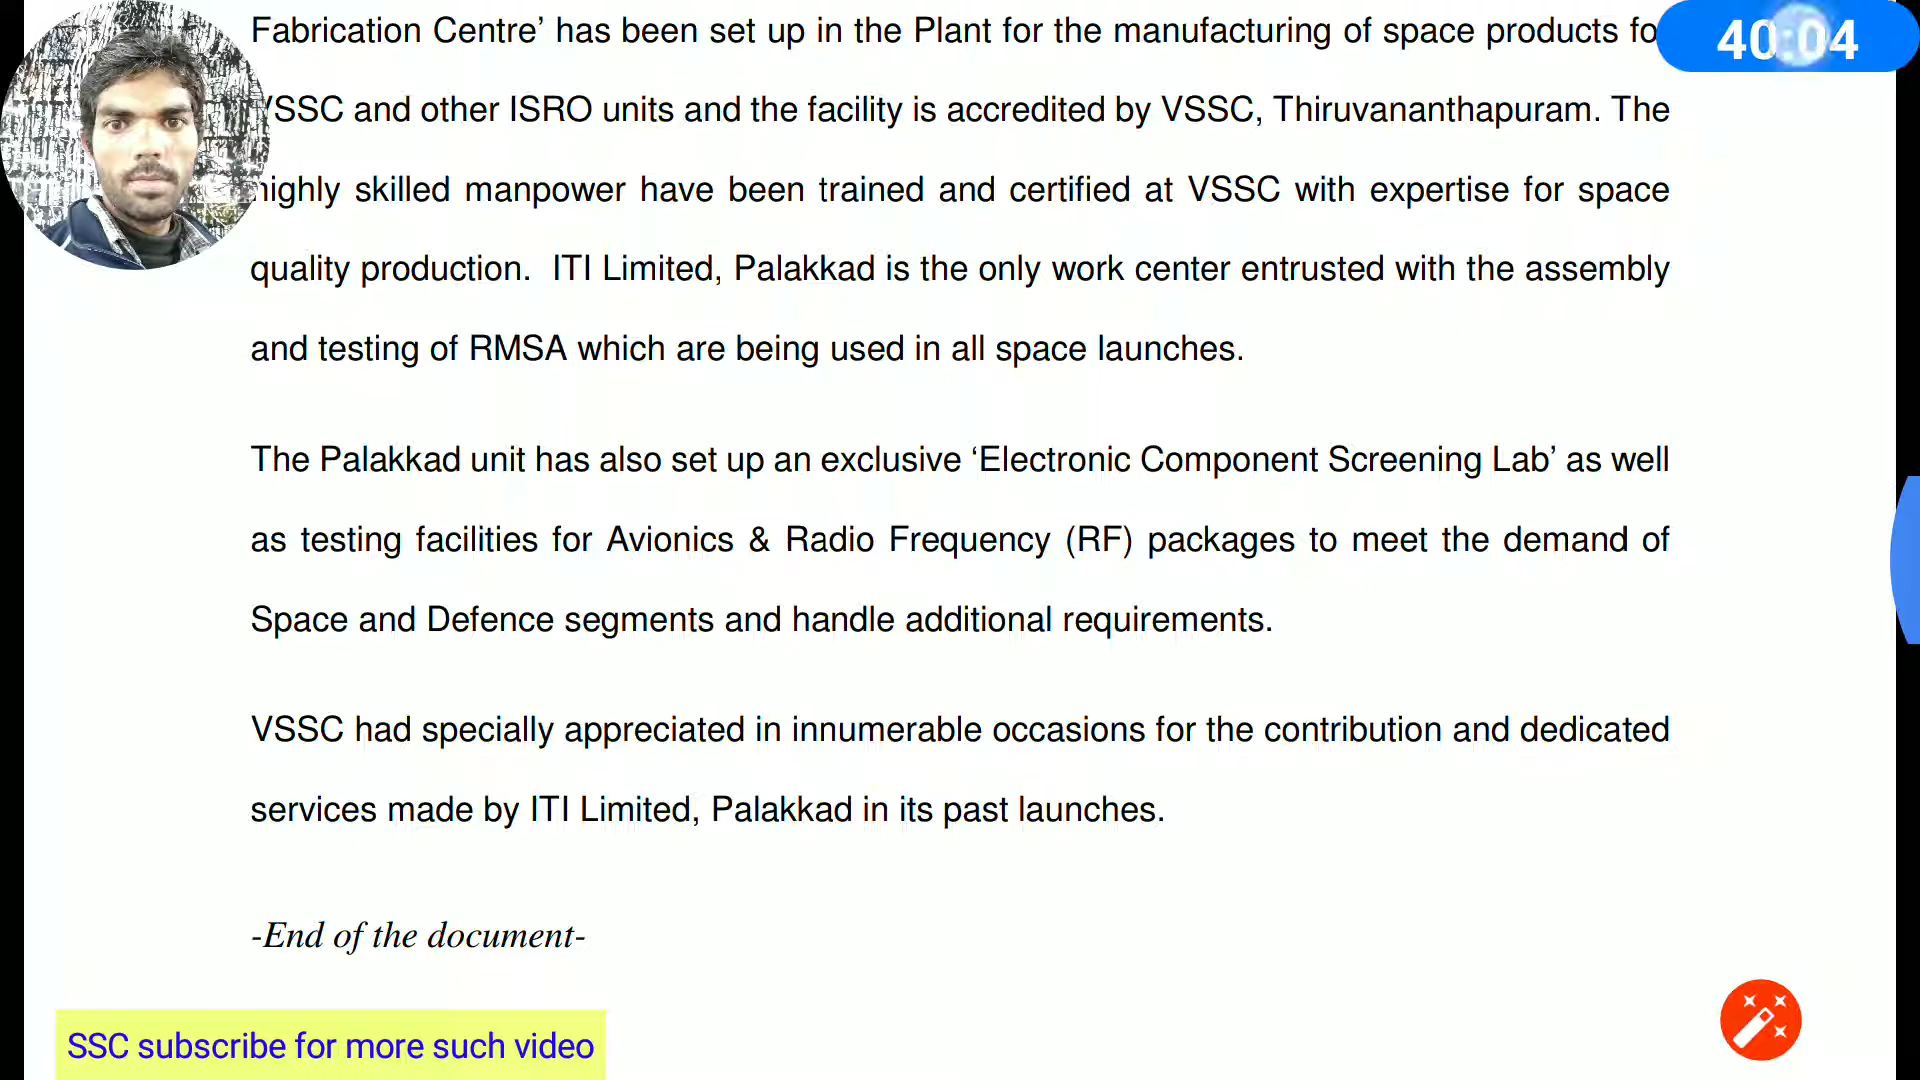 Fabrication Centre’ has been set up in the Plant for the manufacturing of space products fo
40:04
VSSC and other ISRO units and the facility is accredited by VSSC, Thiruvananthapuram. The
highly skilled manpower have been trained and certified at VSSC with expertise for space
quality production.  ITI Limited, Palakkad is the only work center entrusted with the assembly
and testing of RMSA which are being used in all space launches.
The Palakkad unit has also set up an exclusive ‘Electronic Component Screening Lab’ as well
as testing facilities for Avionics & Radio Frequency (RF) packages to meet the demand of
Space and Defence segments and handle additional requirements.
VSSC had specially appreciated in innumerable occasions for the contribution and dedicated
services made by ITI Limited, Palakkad in its past launches.
-End of the document-
SSC subscribe for more such video